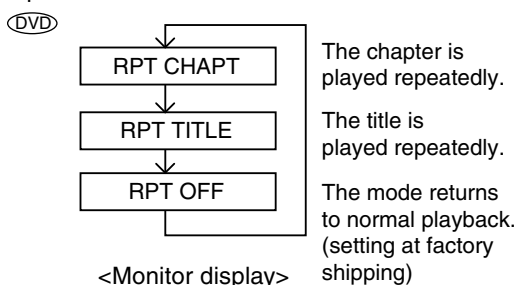 DVD
RPT CHAPT
The chapter is
played repeatedly.
RPT TITLE
The title is
played repeatedly.
RPT OFF
The mode returns
to normal playback.
(setting at factory
shipping)
<Monitor display>